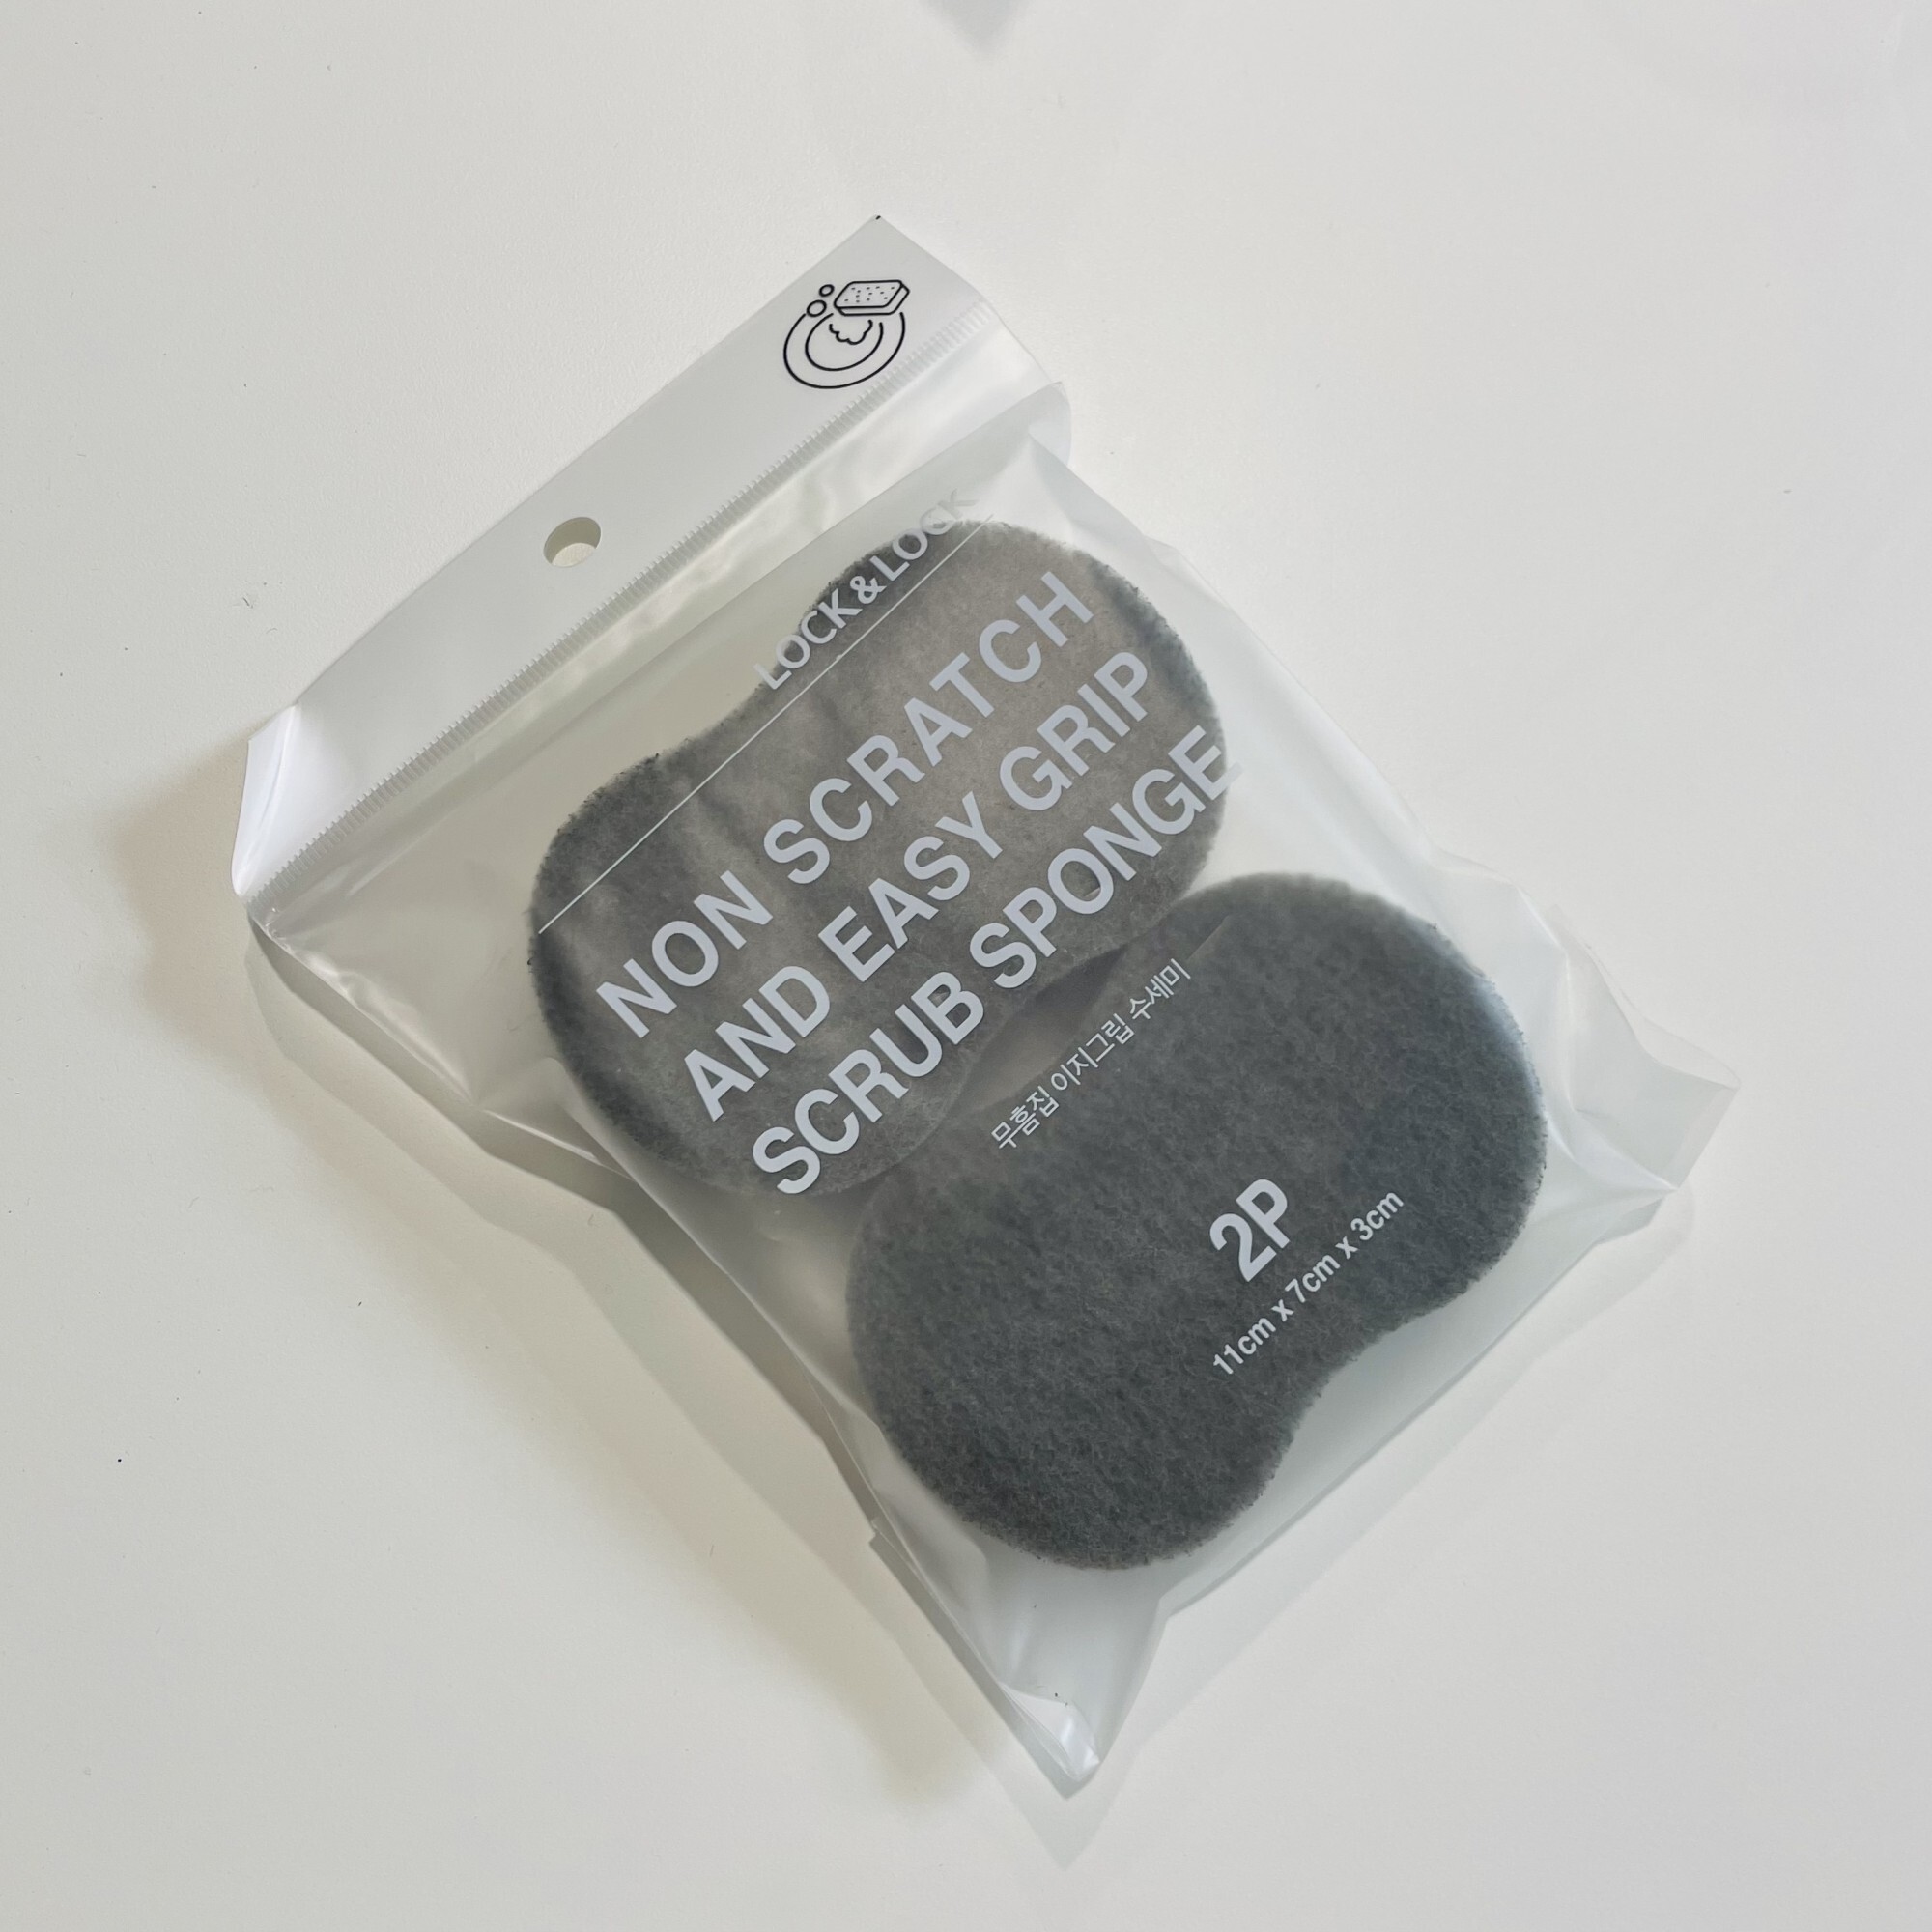 LOCK&LOCK
NON SCRATCH
AND EASY GRIP
SCRUB SPONGE
무흠집 이지그립 수세미
2P
11cm x 7cm x 3cm